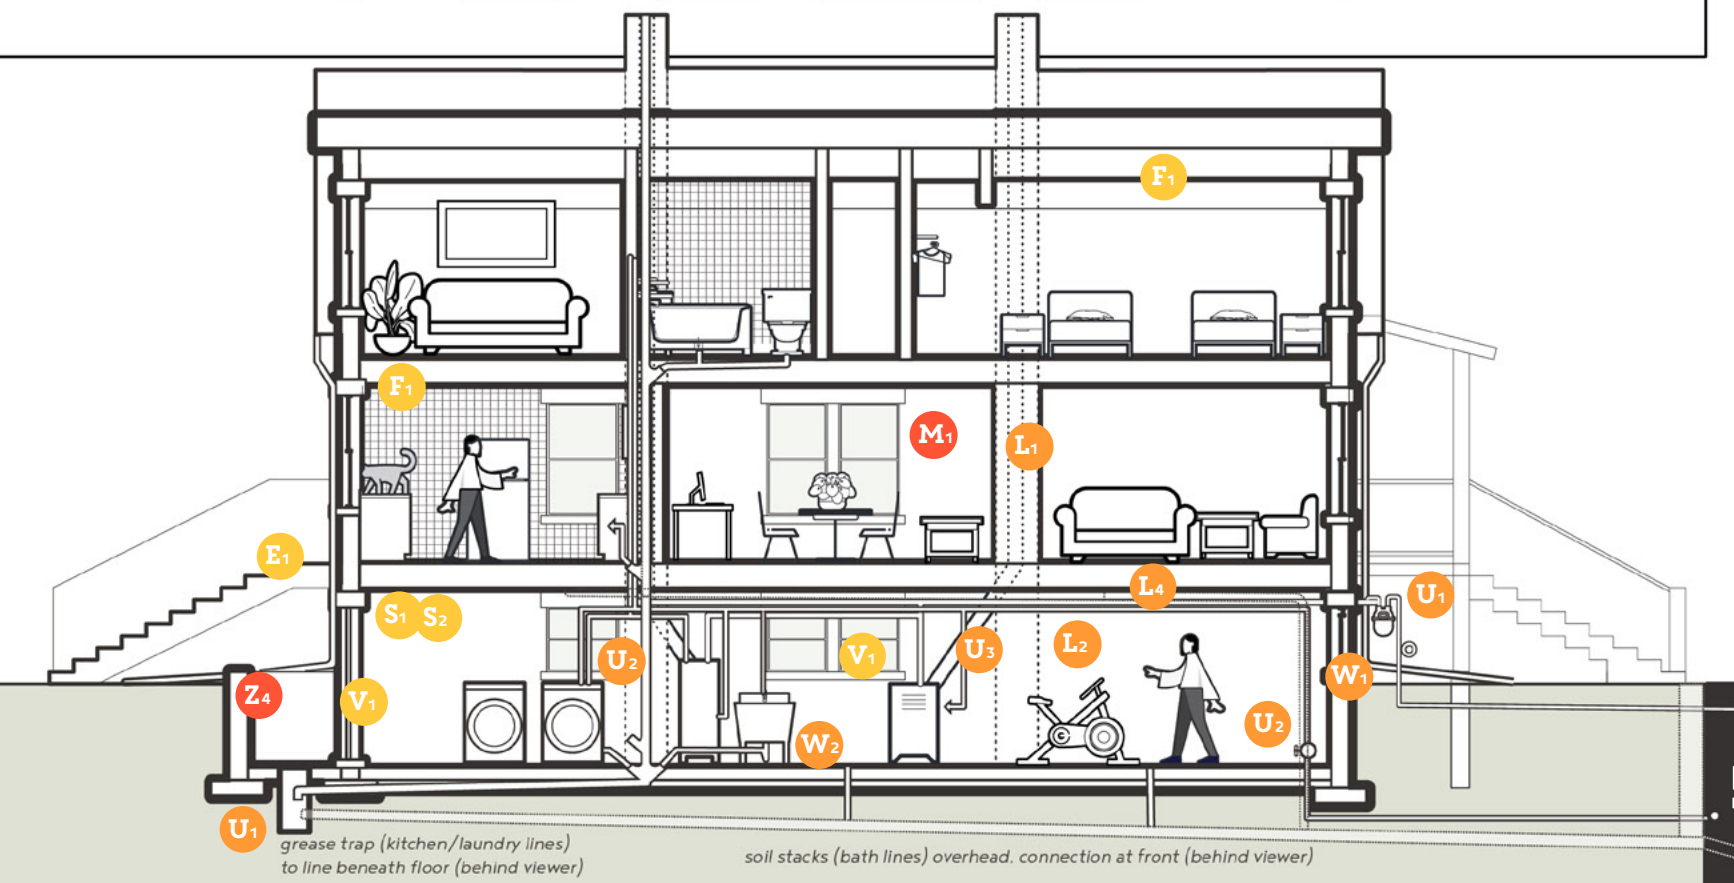 F1
F1
M1
L1
E1
L4
U1
S1
S2
U2
V1
U3
L2
W1
Z4
V1
U2
W2
U1
grease trap (kitchen/laundry lines)
to line beneath floor (behind viewer)
soil stacks (bath lines) overhead. connection at front (behind viewer)